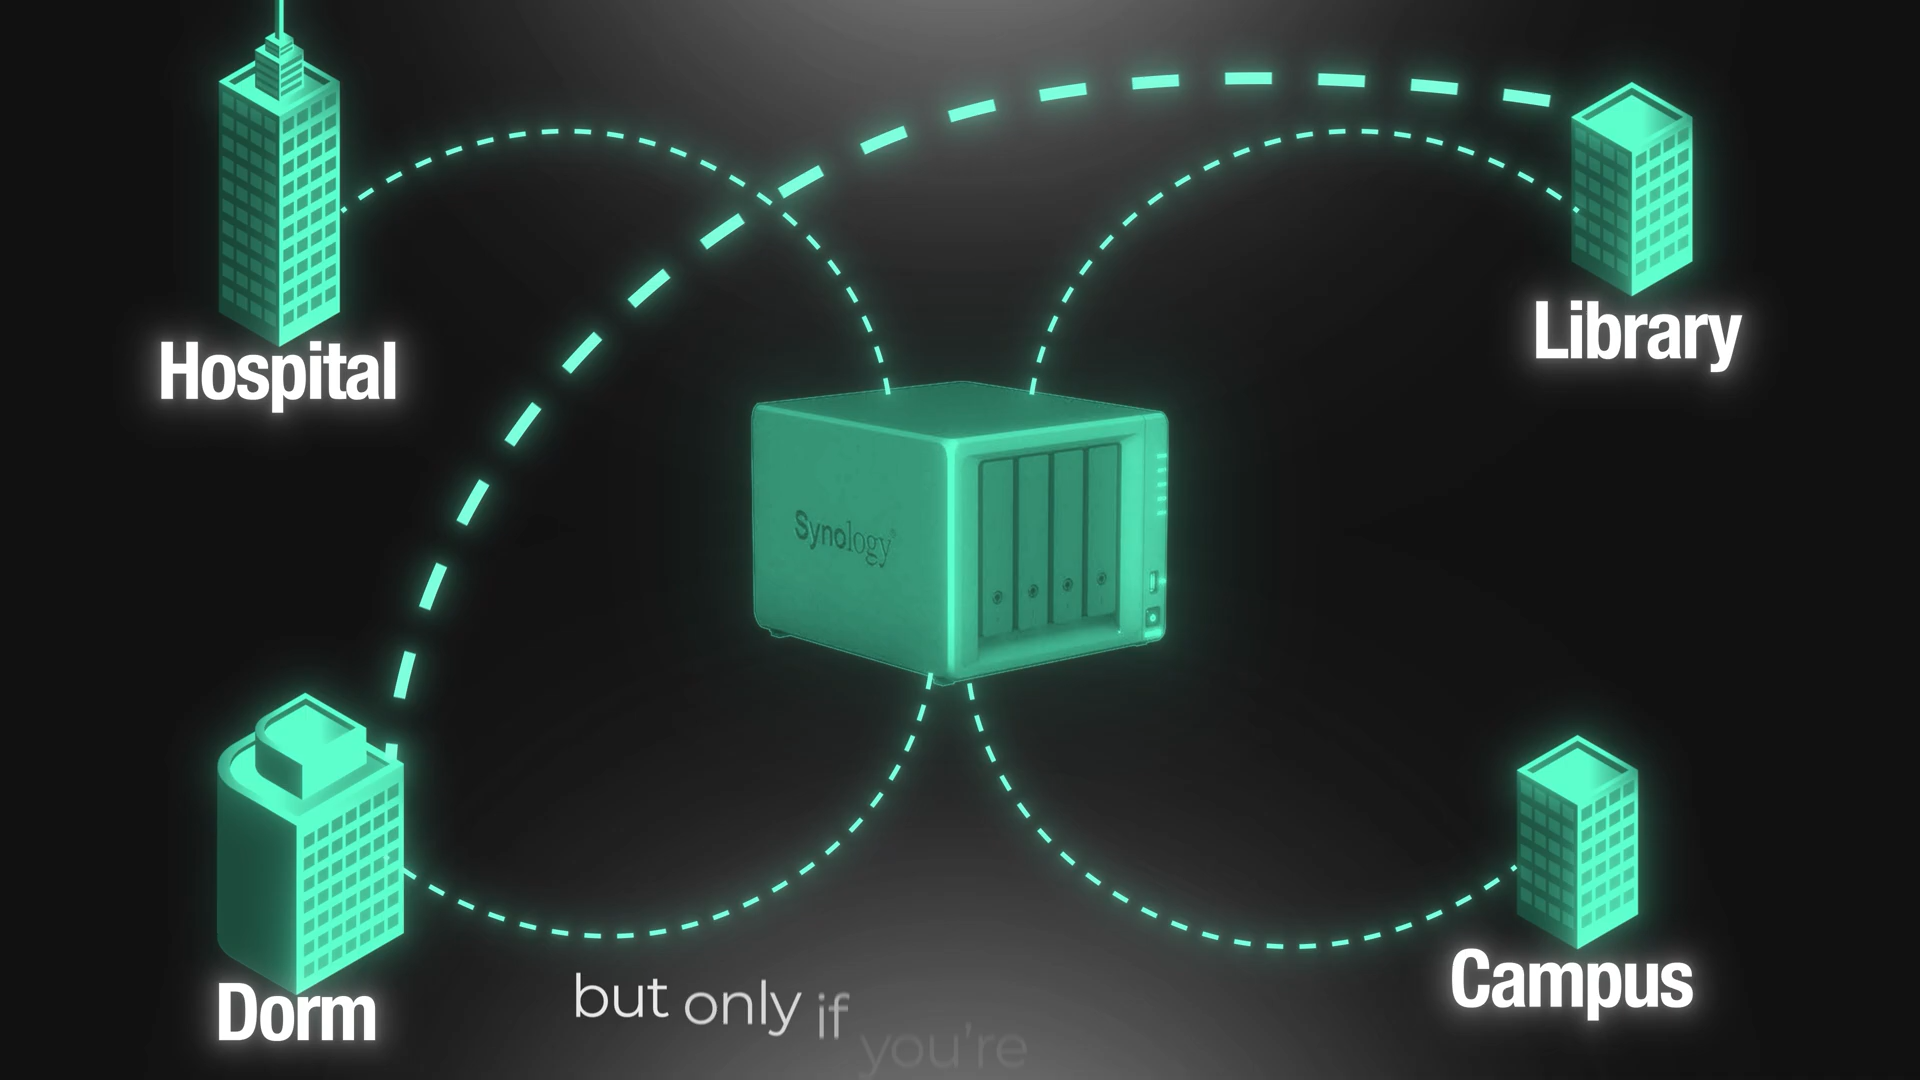 Hospital
Library
Synology
Dorm
Campus
but only if you're